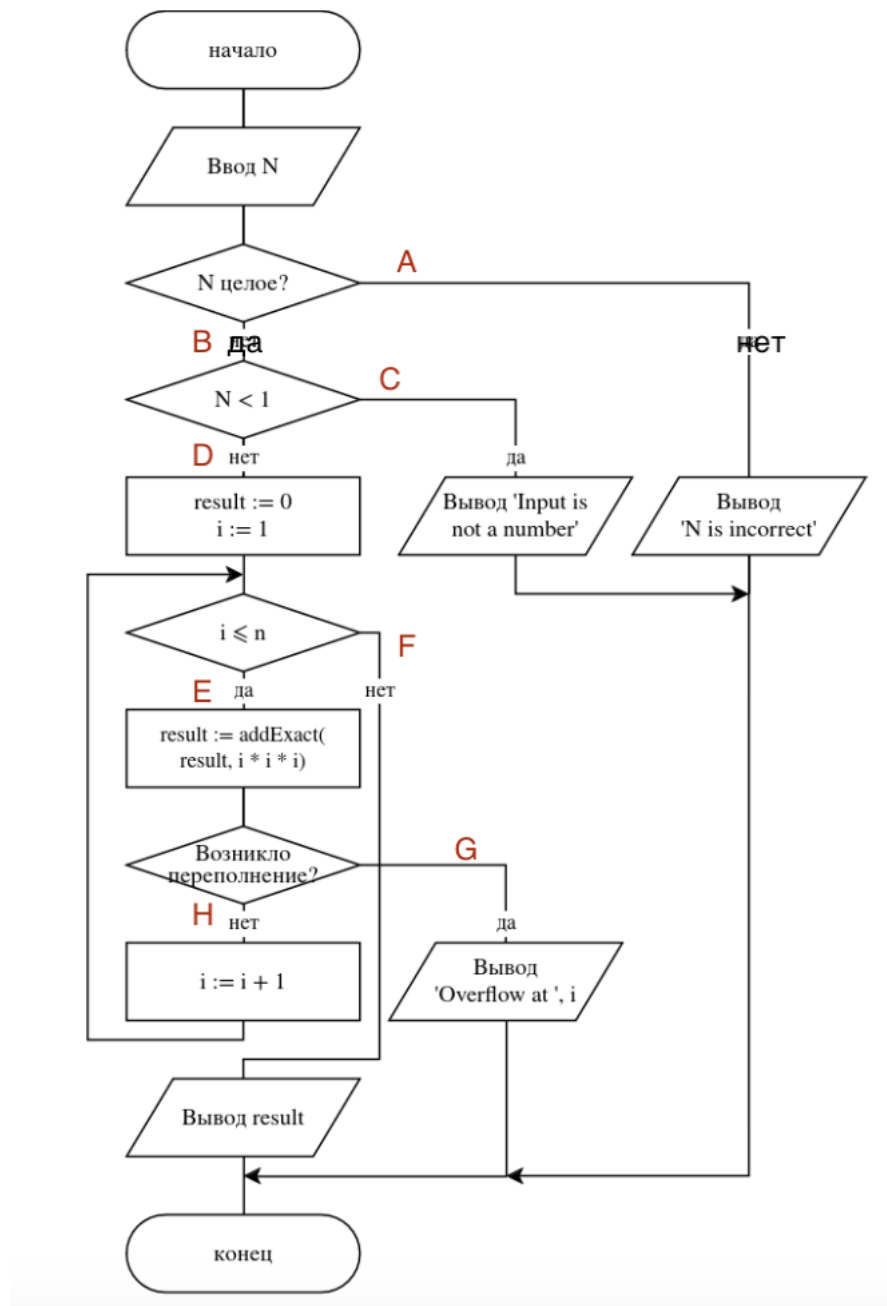 начало
Ввод N
N целое?
A
B да
нет
N < 1
C
D нет
да
result := 0
i := 1
Вывод 'Input is
not a number'
Вывод
'N is incorrect'
i ⩽ n
F
E да
нет
result := addExact(
result, i * i * i)
Возникло
переполнение?
G
H нет
да
i := i + 1
Вывод
'Overflow at ', i
Вывод result
конец